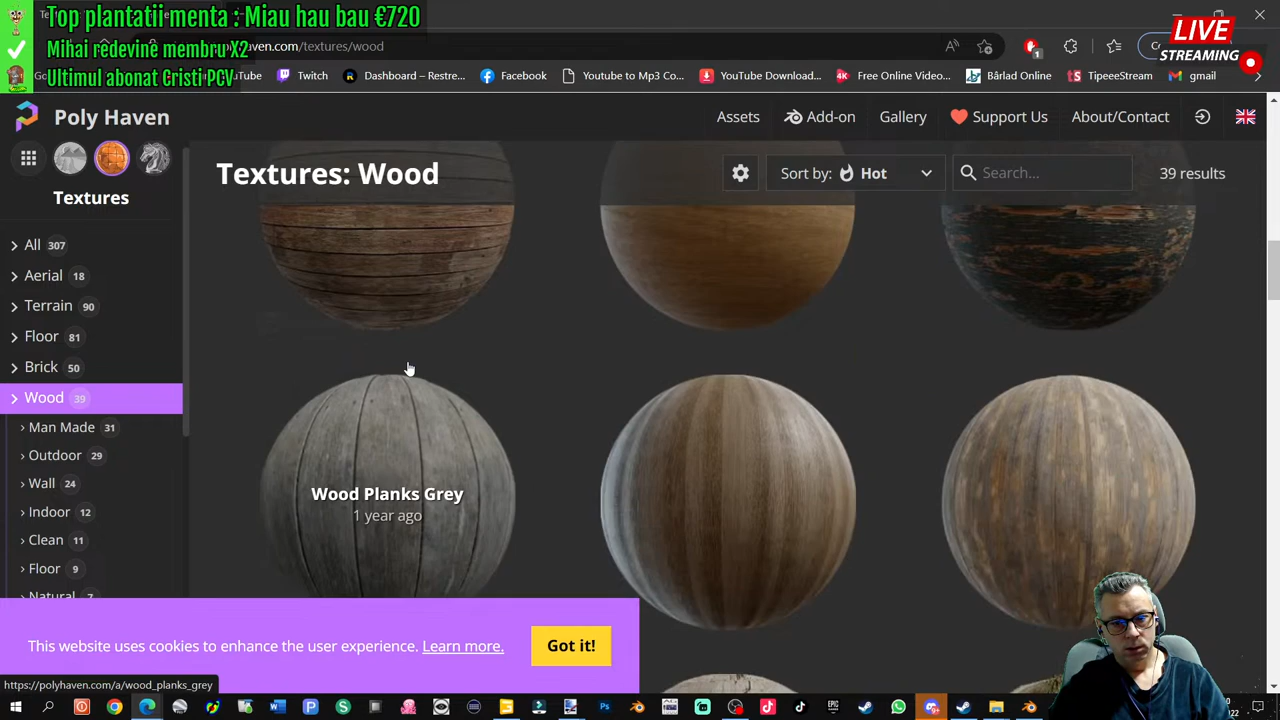 Top plantatii menta : Miau hau bau €720
Mihai redevine membru X2
Ultimul abonat Cristi PCV
LIVE
STREAMING
haven.com/textures/wood
YouTube
Twitch
Dashboard – Restre...
Facebook
Youtube to Mp3 Co...
YouTube Download...
Free Online Video...
Bârlad Online
TipeeeStream
gmail
Poly Haven
Assets
Add-on
Gallery
Support Us
About/Contact
Textures
Textures: Wood
Sort by: Hot
Search...
39 results
All 307
Aerial 18
Terrain 90
Floor 81
Brick 50
Wood 39
Man Made 31
Outdoor 29
Wall 24
Indoor 12
Clean 11
Floor 9
Natural 7
Wood Planks Grey
1 year ago
This website uses cookies to enhance the user experience. Learn more.
Got it!
https://polyhaven.com/a/wood_planks_grey